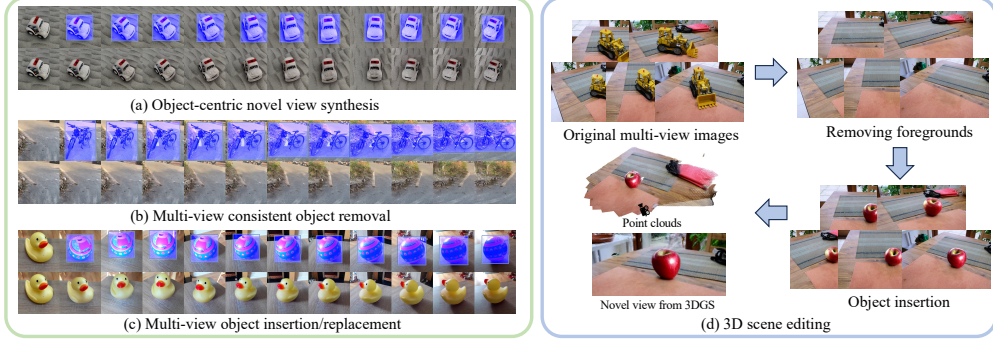 (a) Object-centric novel view synthesis
(b) Multi-view consistent object removal
(c) Multi-view object insertion/replacement
Original multi-view images
Removing foregrounds
Point clouds
Novel view from 3DGS
Object insertion
(d) 3D scene editing